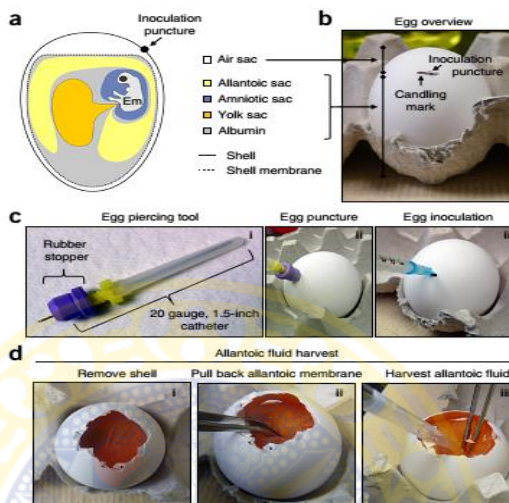 a
Inoculation
puncture
Em
Air sac
Allantoic sac
Amniotic sac
Yolk sac
Albumin
Shell
Shell membrane
b
Egg overview
Inoculation
puncture
Candling
mark
c
Egg piercing tool
i
Rubber
stopper
20 gauge, 1.5-inch
catheter
Egg puncture
ii
Egg inoculation
d
Allantoic fluid harvest
Remove shell
i
Pull back allantoic membrane
ii
Harvest allantoic fluid
iii